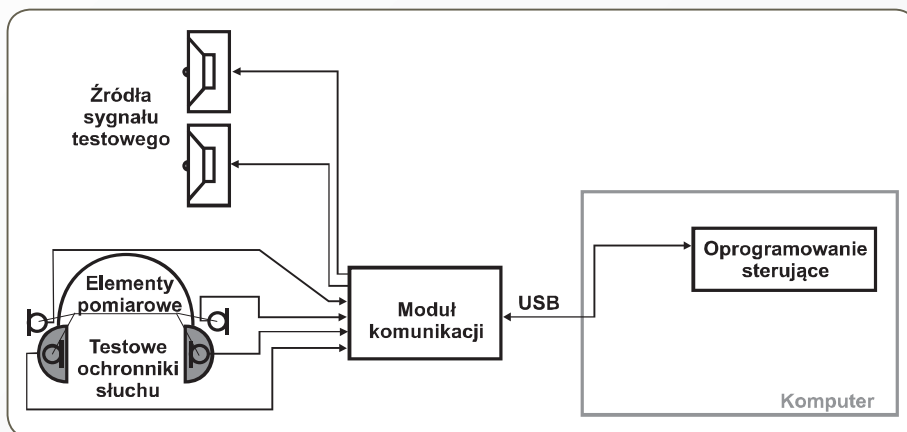 Źródła
sygnału
testowego
Elementy
pomiarowe
Testowe
ochronniki
słuchu
Moduł
komunikacji
USB
Oprogramowanie
sterujące
Komputer